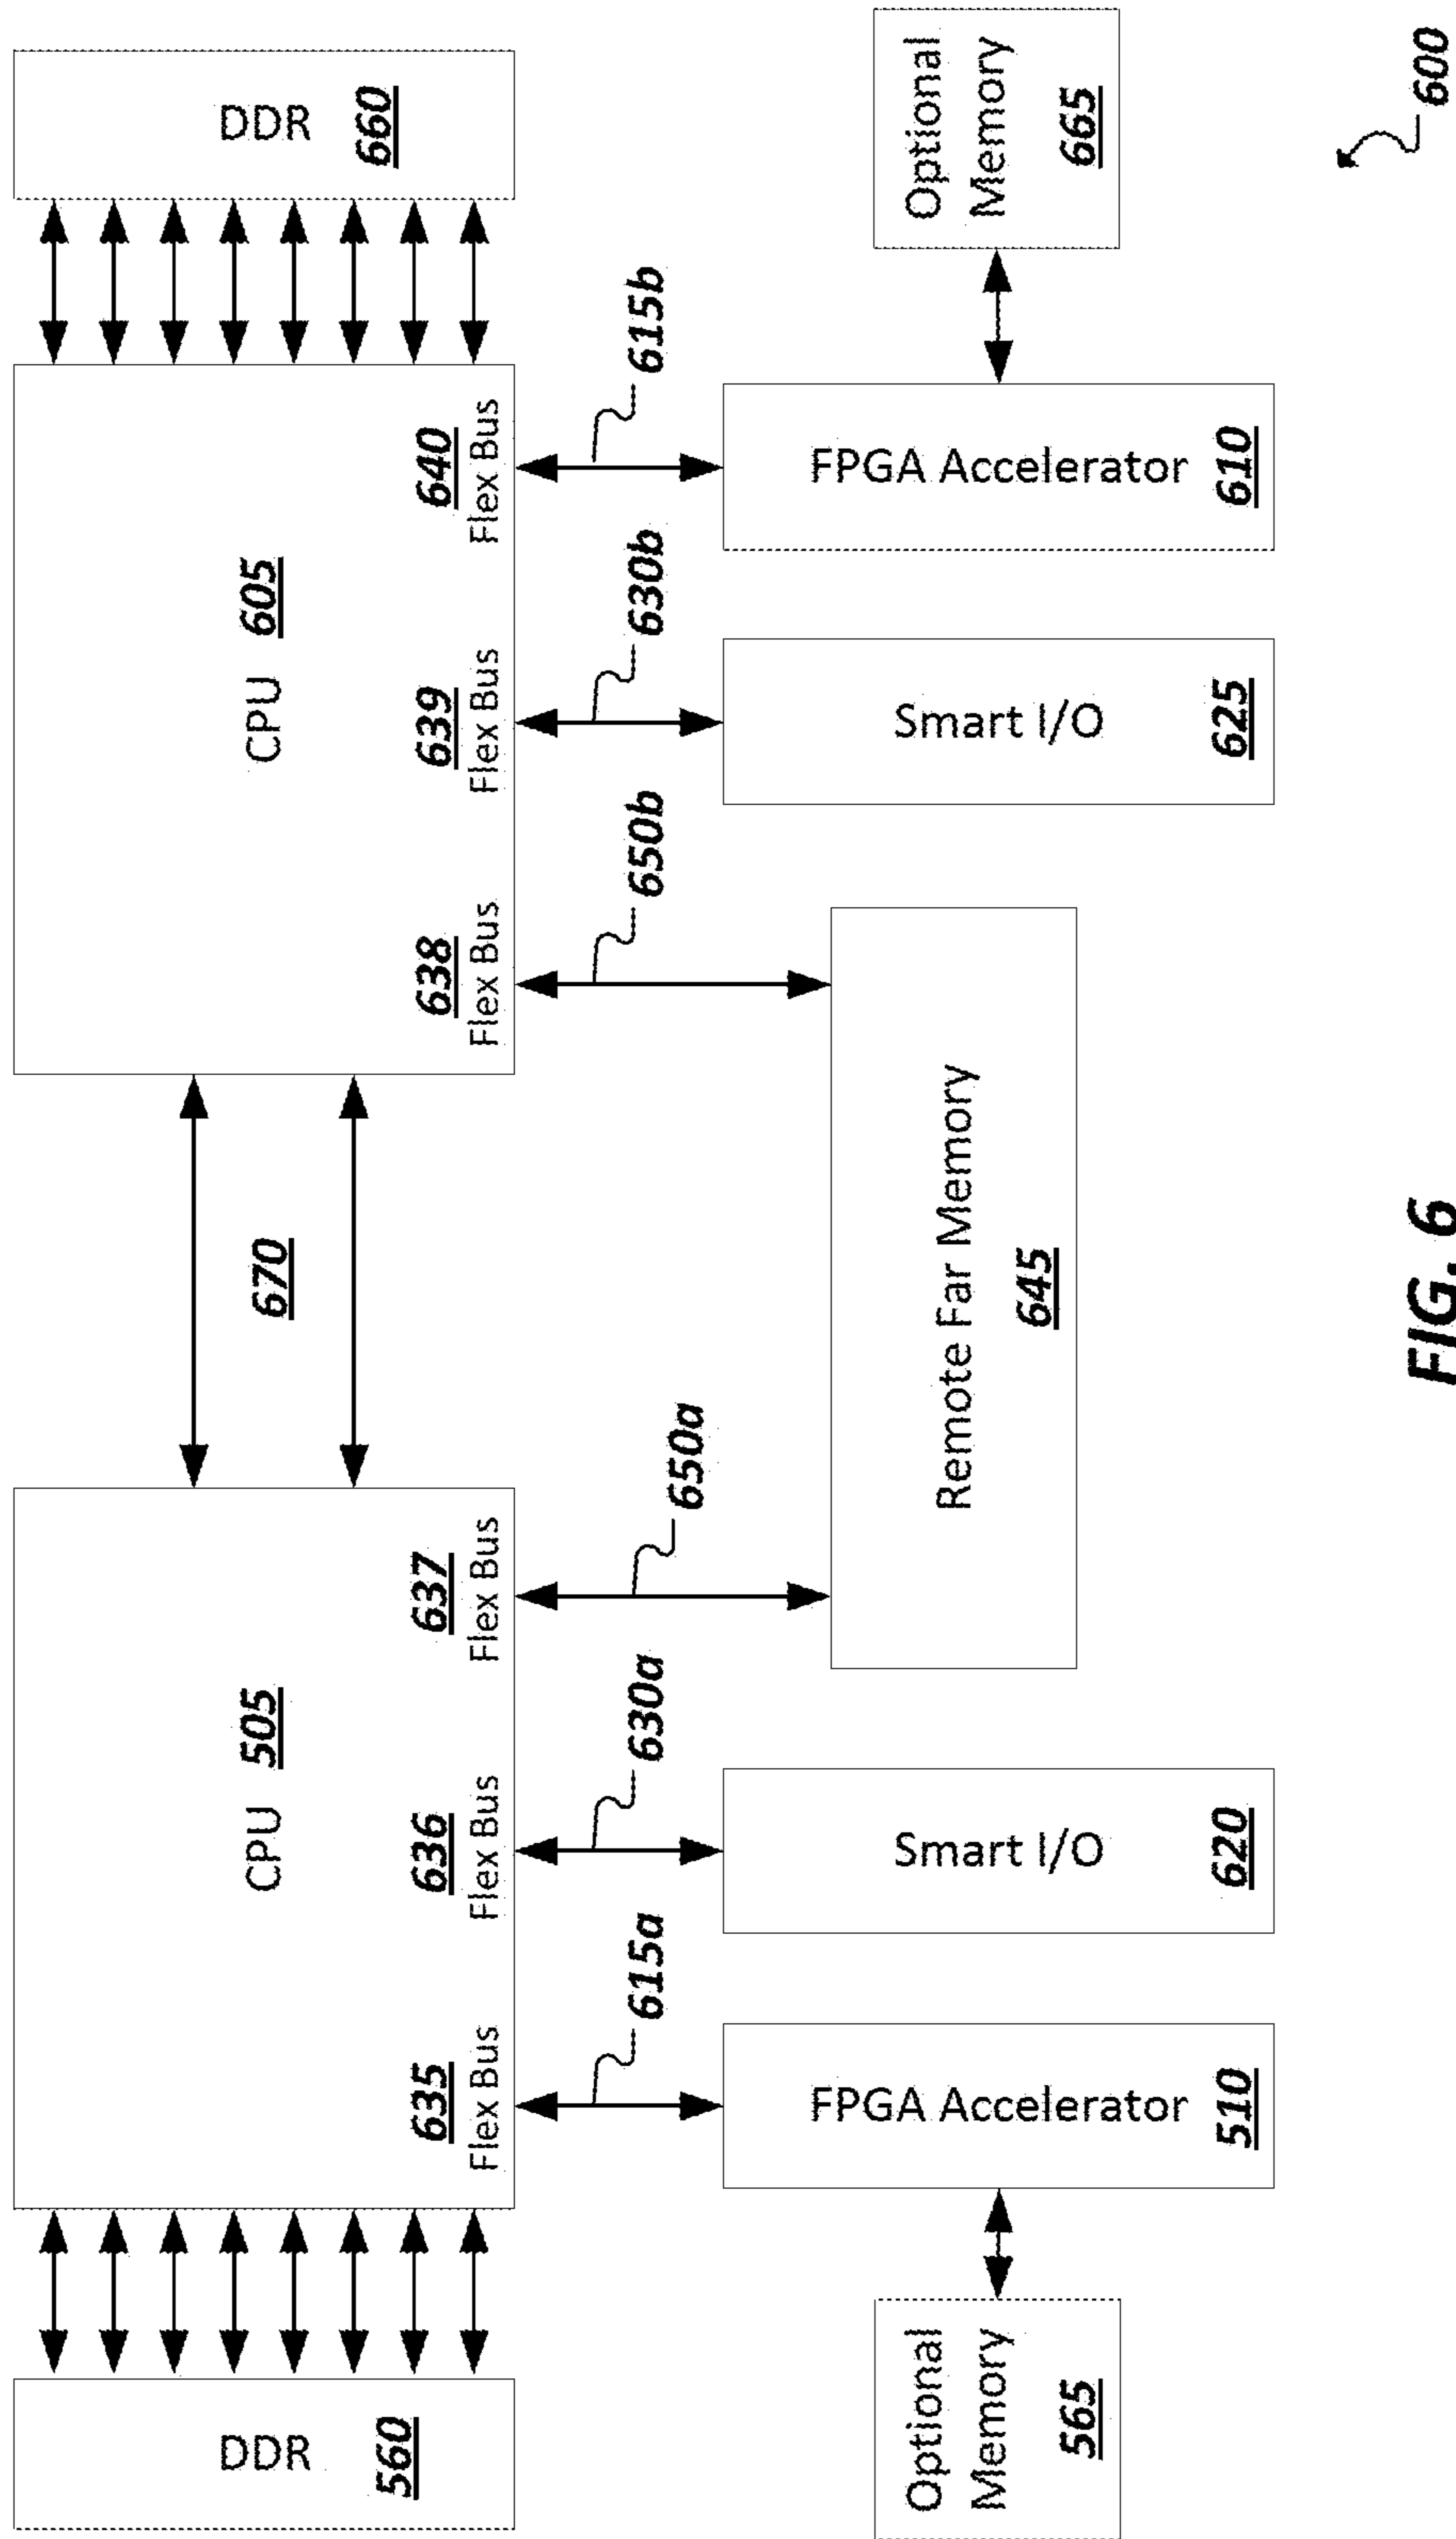 DDR
560
CPU 505
635
Flex Bus
636
Flex Bus
637
Flex Bus
670
CPU 605
638
Flex Bus
639
Flex Bus
640
Flex Bus
DDR
660
615a
630a
650a
650b
630b
615b
Optional
Memory
565
FPGA Accelerator
510
Smart I/O
620
Remote Far Memory
645
Smart I/O
625
FPGA Accelerator
610
Optional
Memory
665
600
FIG. 6